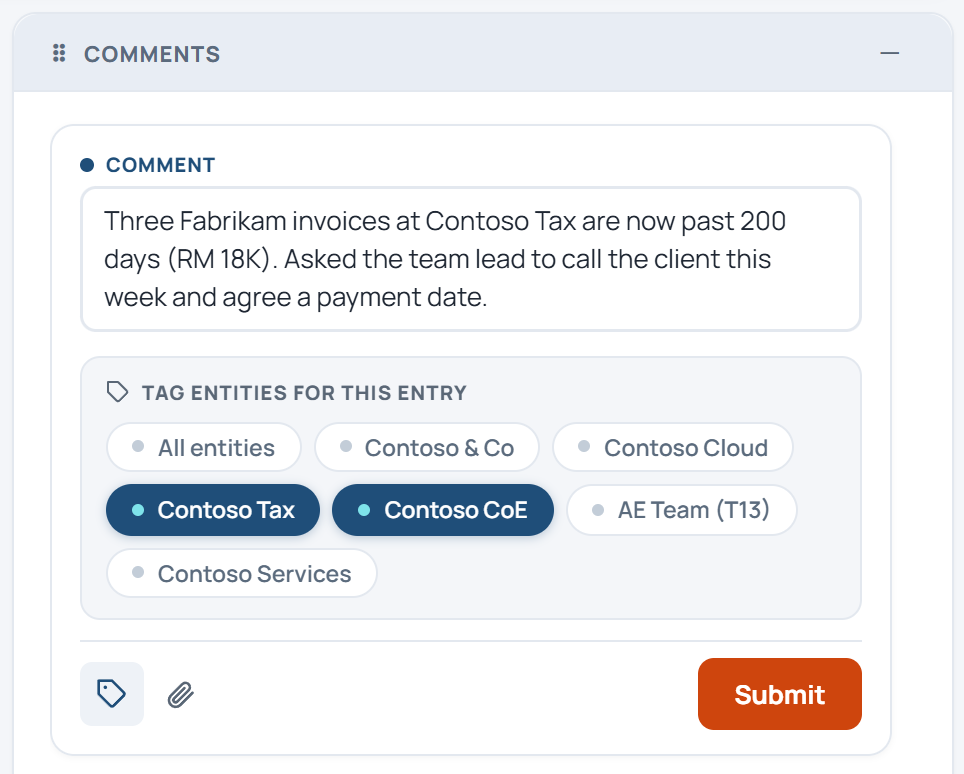 COMMENTS
COMMENT
Three Fabrikam invoices at Contoso Tax are now past 200
days (RM 18K). Asked the team lead to call the client this
week and agree a payment date.
TAG ENTITIES FOR THIS ENTRY
All entities
Contoso & Co
Contoso Cloud
Contoso Tax
Contoso CoE
AE Team (T13)
Contoso Services
Submit